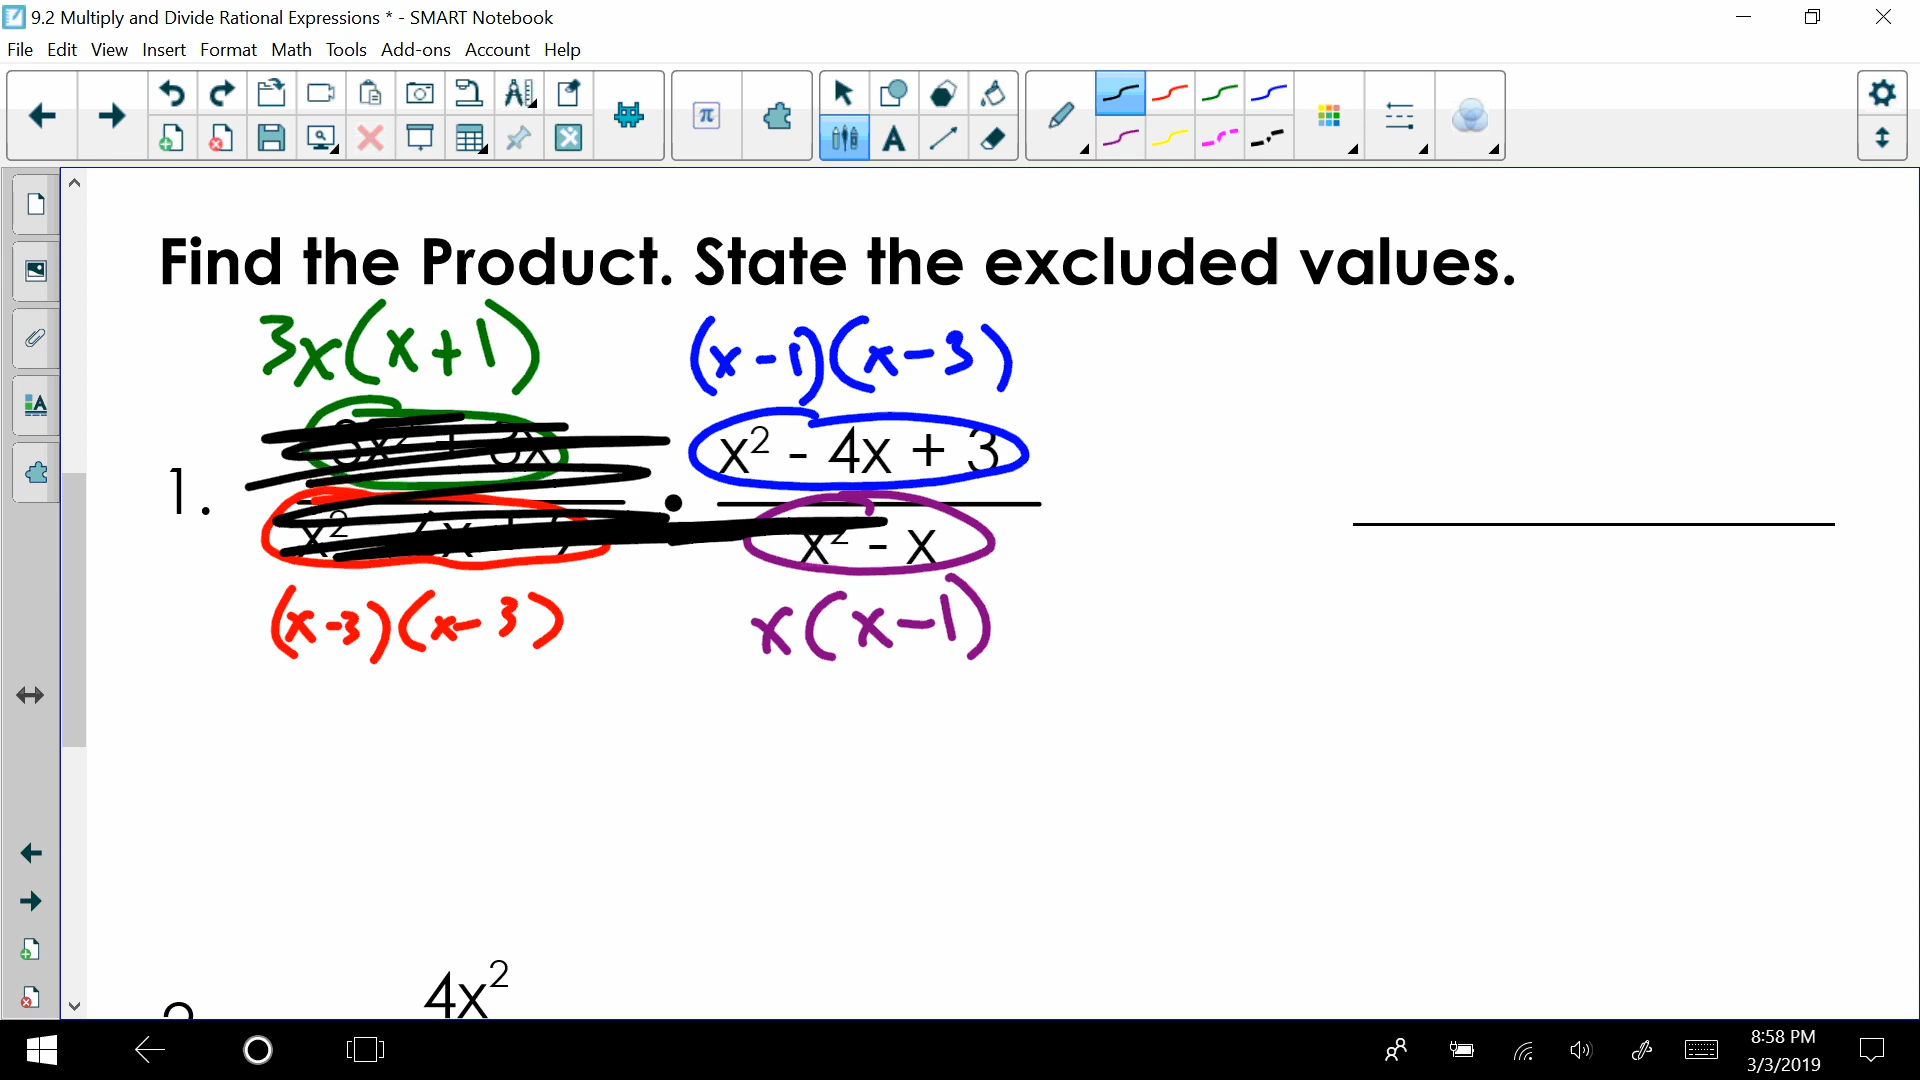 9.2 Multiply and Divide Rational Expressions * - SMART Notebook
File Edit View Insert Format Math Tools Add-ons Account Help
π
A
A
Find the Product. State the excluded values.
3x(x+1) (x-1)(x-3)
x² - 4x + 3
1. •
x² - x
(x-3)(x-3) x(x-1)
4x²
8:58 PM
3/3/2019